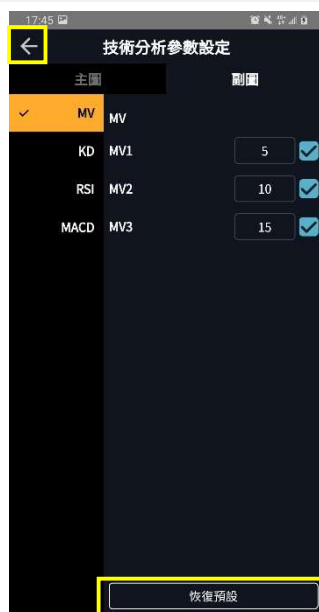 17:45
技術分析參數設定
主圖 副圖
MV MV
KD MV1 5
RSI MV2 10
MACD MV3 15
恢復預設